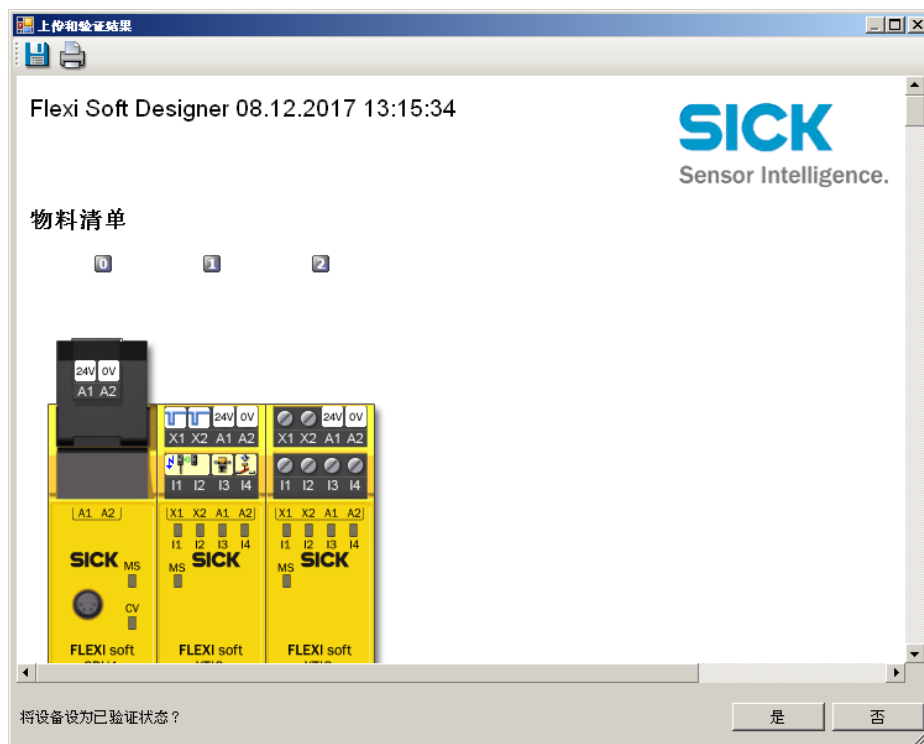 上传和验证结果
Flexi Soft Designer 08.12.2017 13:15:34
SICK
Sensor Intelligence.
物料清单
0 1 2
24V 0V
A1 A2
24V 0V 24V 0V
X1 X2 A1 A2 X1 X2 A1 A2
I1 I2 I3 I4 I1 I2 I3 I4
A1 A2 X1 X2 A1 A2 X1 X2 A1 A2
I1 I2 I3 I4 I1 I2 I3 I4
SICK MS MS SICK MS SICK
CV
FLEXI soft FLEXI soft FLEXI soft
将设备设为已验证状态？
是 否